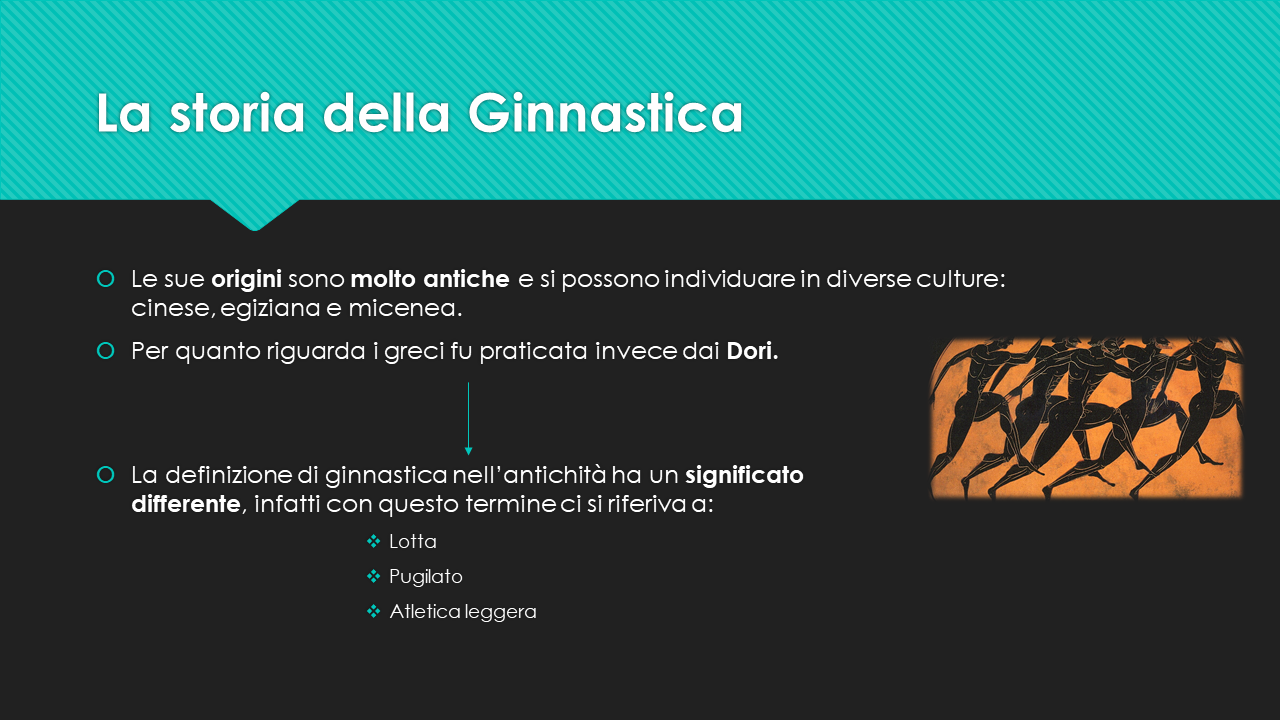 La storia della Ginnastica
Le sue origini sono molto antiche e si possono individuare in diverse culture:
cinese, egiziana e micenea.
Per quanto riguarda i greci fu praticata invece dai Dori.
La definizione di ginnastica nell’antichità ha un significato
differente, infatti con questo termine ci si riferiva a:
Lotta
Pugilato
Atletica leggera